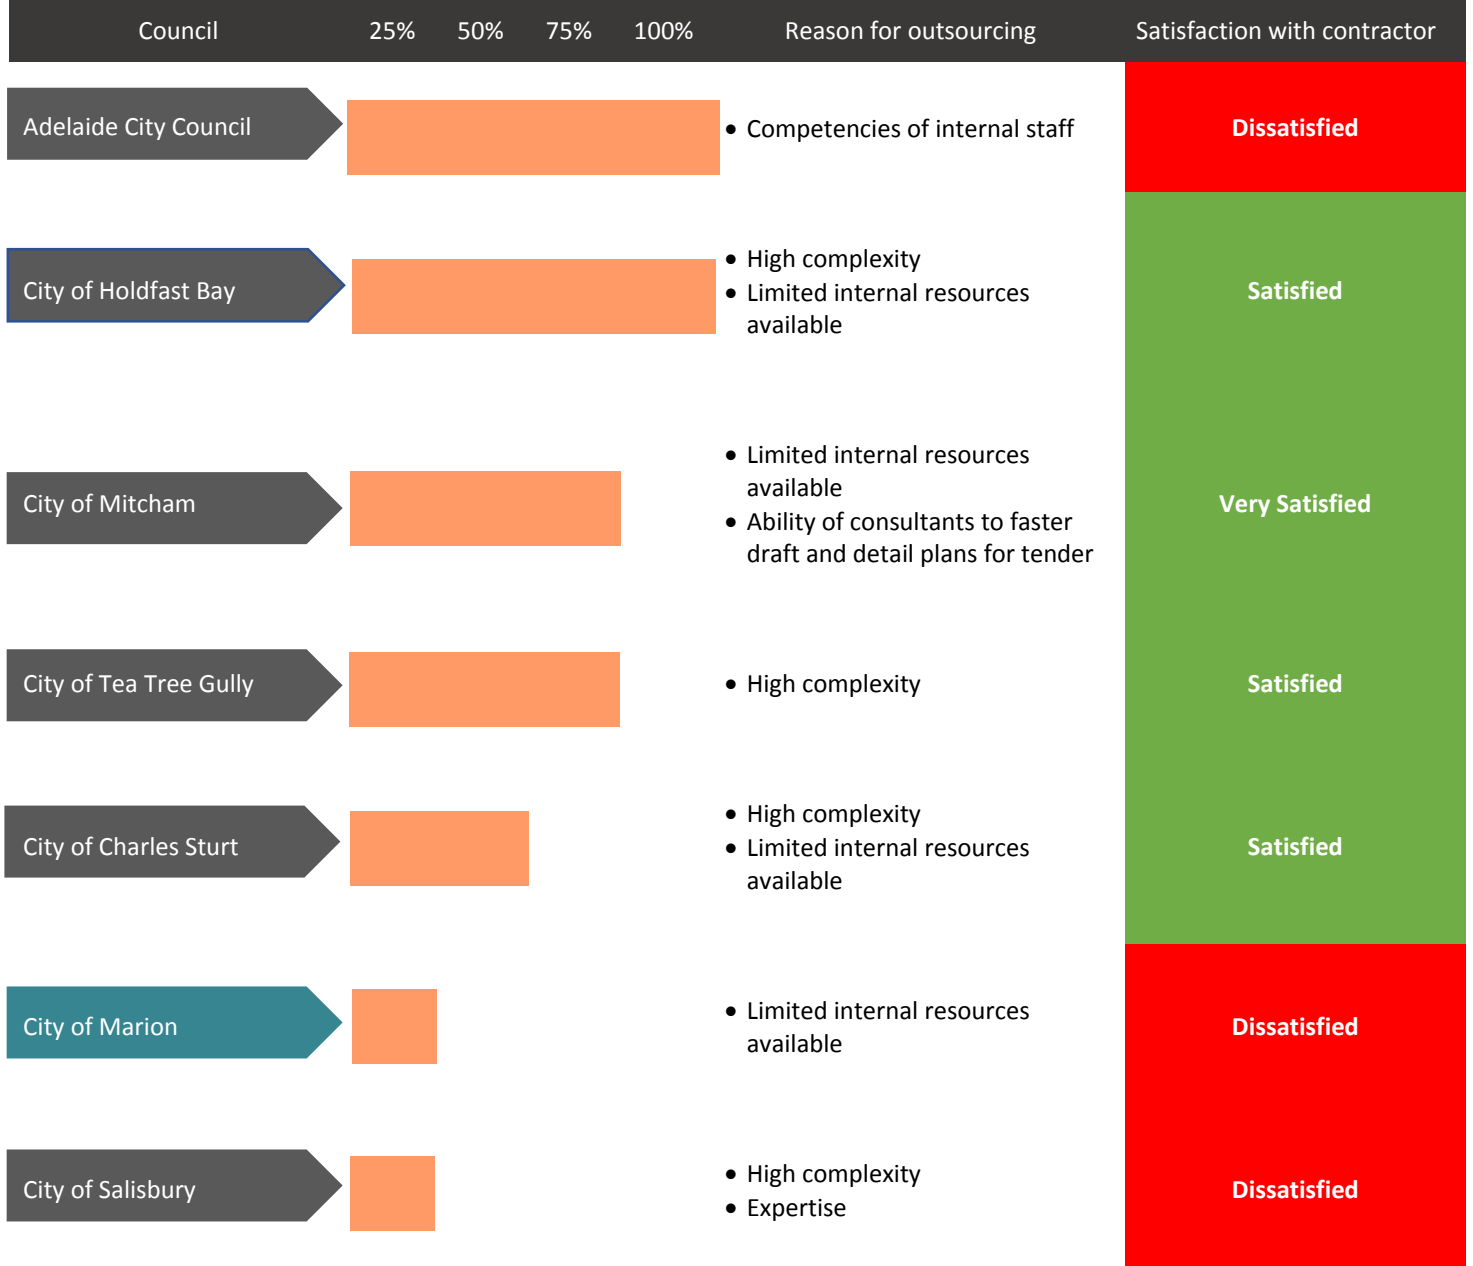 Council 25% 50% 75% 100% Reason for outsourcing Satisfaction with contractor
Adelaide City Council
• Competencies of internal staff
Dissatisfied
City of Holdfast Bay
• High complexity
• Limited internal resources
available
Satisfied
City of Mitcham
• Limited internal resources
available
• Ability of consultants to faster
draft and detail plans for tender
Very Satisfied
City of Tea Tree Gully
• High complexity
Satisfied
City of Charles Sturt
• High complexity
• Limited internal resources
available
Satisfied
City of Marion
• Limited internal resources
available
Dissatisfied
City of Salisbury
• High complexity
• Expertise
Dissatisfied